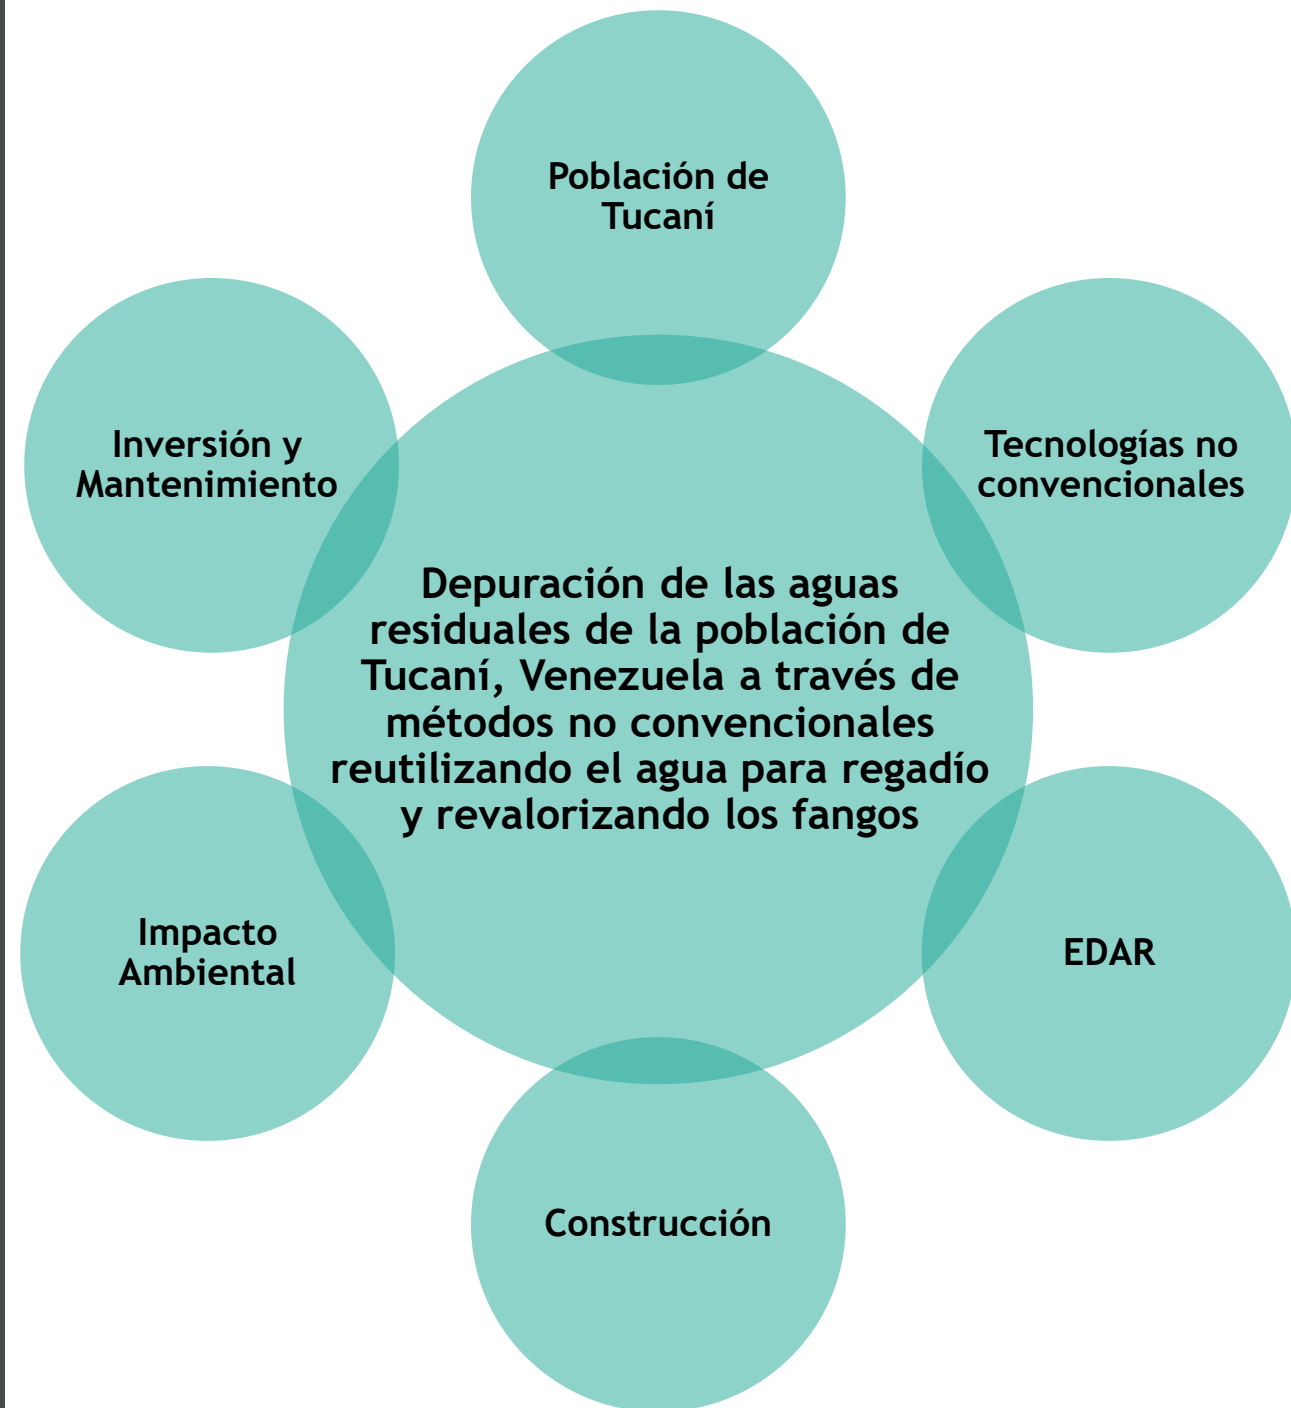 Población de
Tucaní
Inversión y
Mantenimiento
Tecnologías no
convencionales
Depuración de las aguas
residuales de la población de
Tucaní, Venezuela a través de
métodos no convencionales
reutilizando el agua para regadío
y revalorizando los fangos
Impacto
Ambiental
EDAR
Construcción